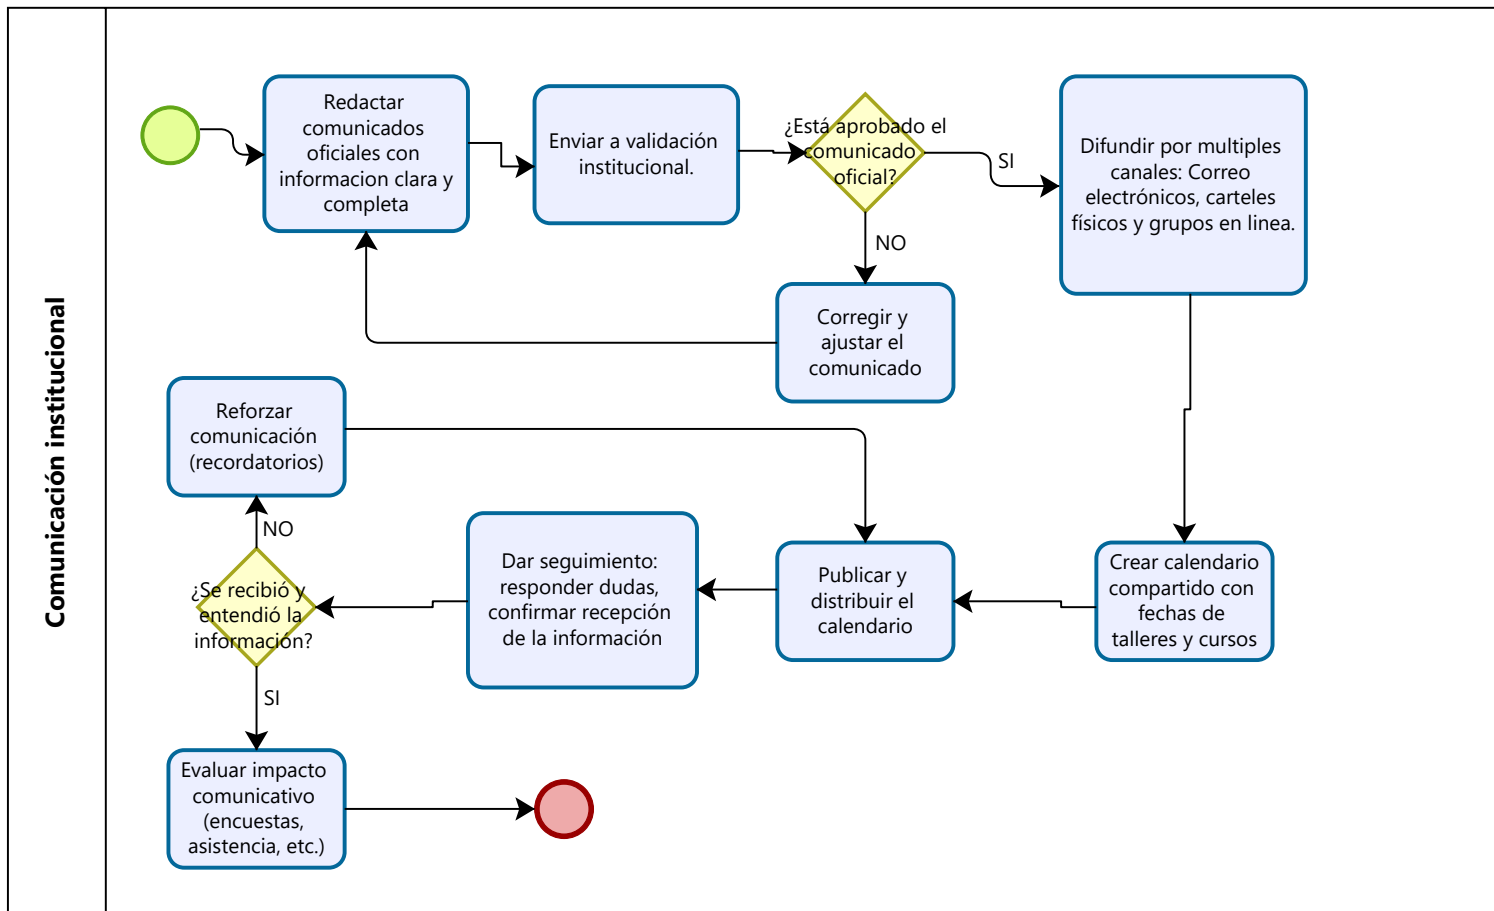 Comunicación institucional
Redactar
comunicados
oficiales con
informacion clara y
completa
Enviar a validación
institucional.
¿Está aprobado el
comunicado
oficial?
SI
Difundir por multiples
canales: Correo
electrónicos, carteles
físicos y grupos en linea.
NO
Corregir y
ajustar el
comunicado
Reforzar
comunicación
(recordatorios)
NO
¿Se recibió y
entendió la
información?
Dar seguimiento:
responder dudas,
confirmar recepción
de la información
Publicar y
distribuir el
calendario
Crear calendario
compartido con
fechas de
talleres y cursos
SI
Evaluar impacto
comunicativo
(encuestas,
asistencia, etc.)